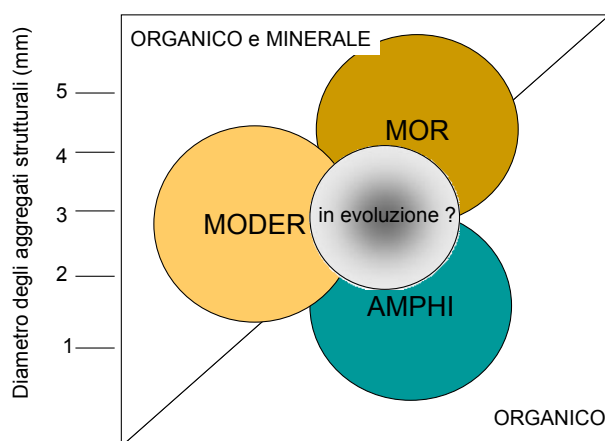 ORGANICO e MINERALE
Diametro degli aggregati strutturali (mm)
5
4
3
2
1
MOR
MODER
in evoluzione ?
AMPHI
ORGANICO